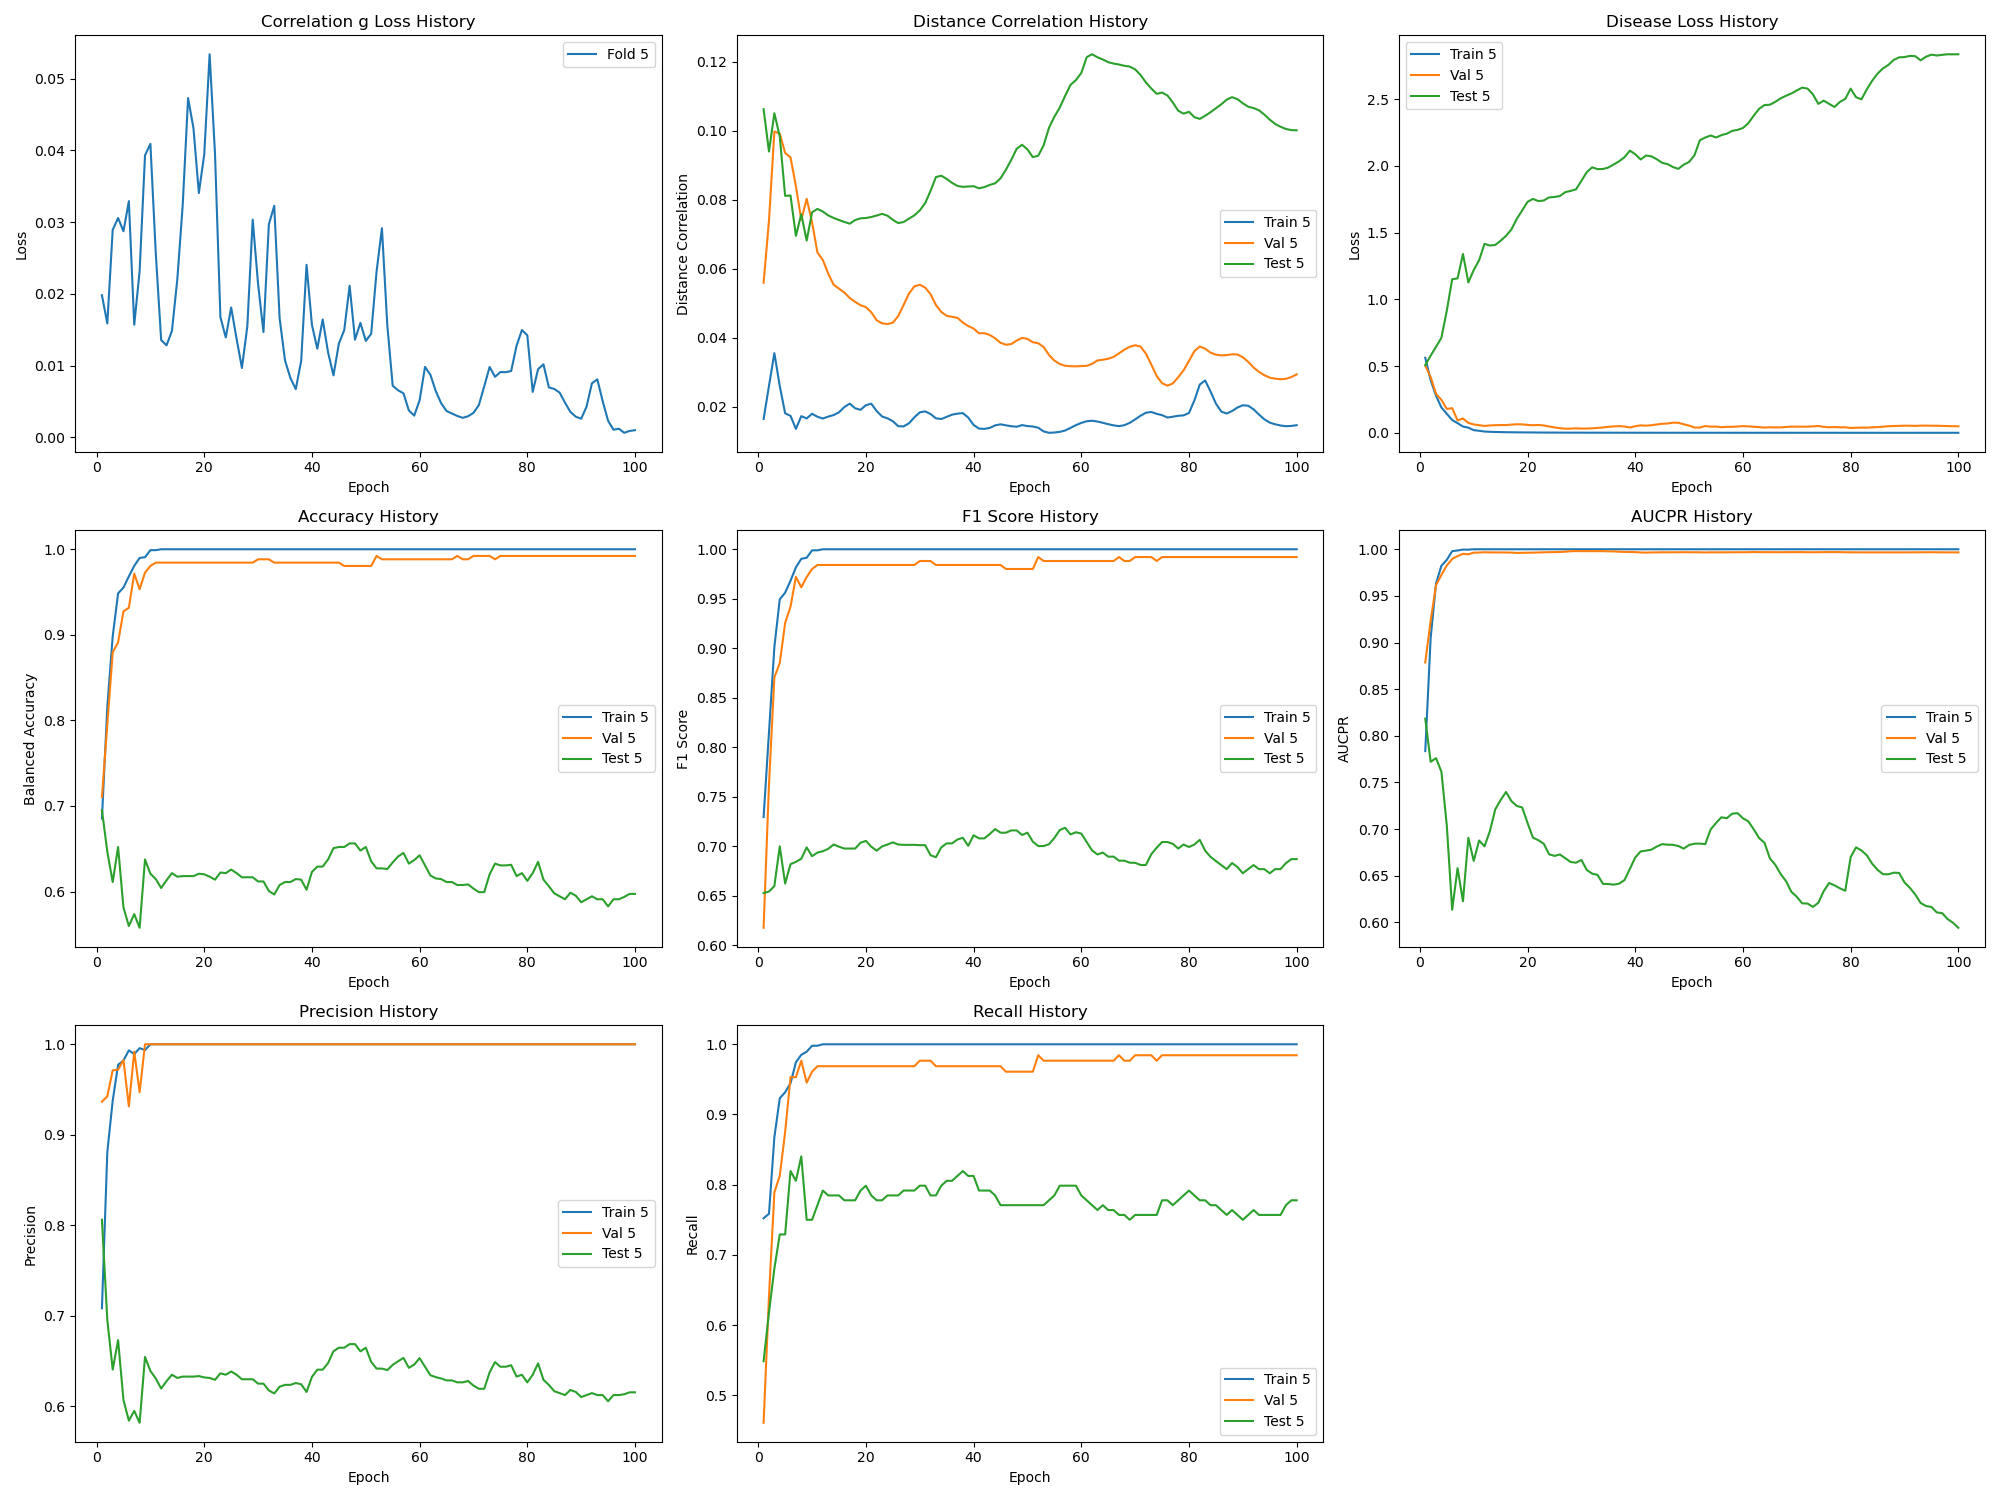 Correlation g Loss History
Loss
0.05
0.04
0.03
0.02
0.01
0.00
0 20 40 60 80 100
Epoch
Fold 5
Distance Correlation History
Distance Correlation
0.12
0.10
0.08
0.06
0.04
0.02
0 20 40 60 80 100
Epoch
Train 5
Val 5
Test 5
Disease Loss History
Loss
2.5
2.0
1.5
1.0
0.5
0.0
0 20 40 60 80 100
Epoch
Train 5
Val 5
Test 5
Accuracy History
Balanced Accuracy
1.0
0.9
0.8
0.7
0.6
0 20 40 60 80 100
Epoch
Train 5
Val 5
Test 5
F1 Score History
F1 Score
1.00
0.95
0.90
0.85
0.80
0.75
0.70
0.65
0.60
0 20 40 60 80 100
Epoch
Train 5
Val 5
Test 5
AUCPR History
AUCPR
1.00
0.95
0.90
0.85
0.80
0.75
0.70
0.65
0.60
0 20 40 60 80 100
Epoch
Train 5
Val 5
Test 5
Precision History
Precision
1.0
0.9
0.8
0.7
0.6
0 20 40 60 80 100
Epoch
Train 5
Val 5
Test 5
Recall History
Recall
1.0
0.9
0.8
0.7
0.6
0.5
0 20 40 60 80 100
Epoch
Train 5
Val 5
Test 5